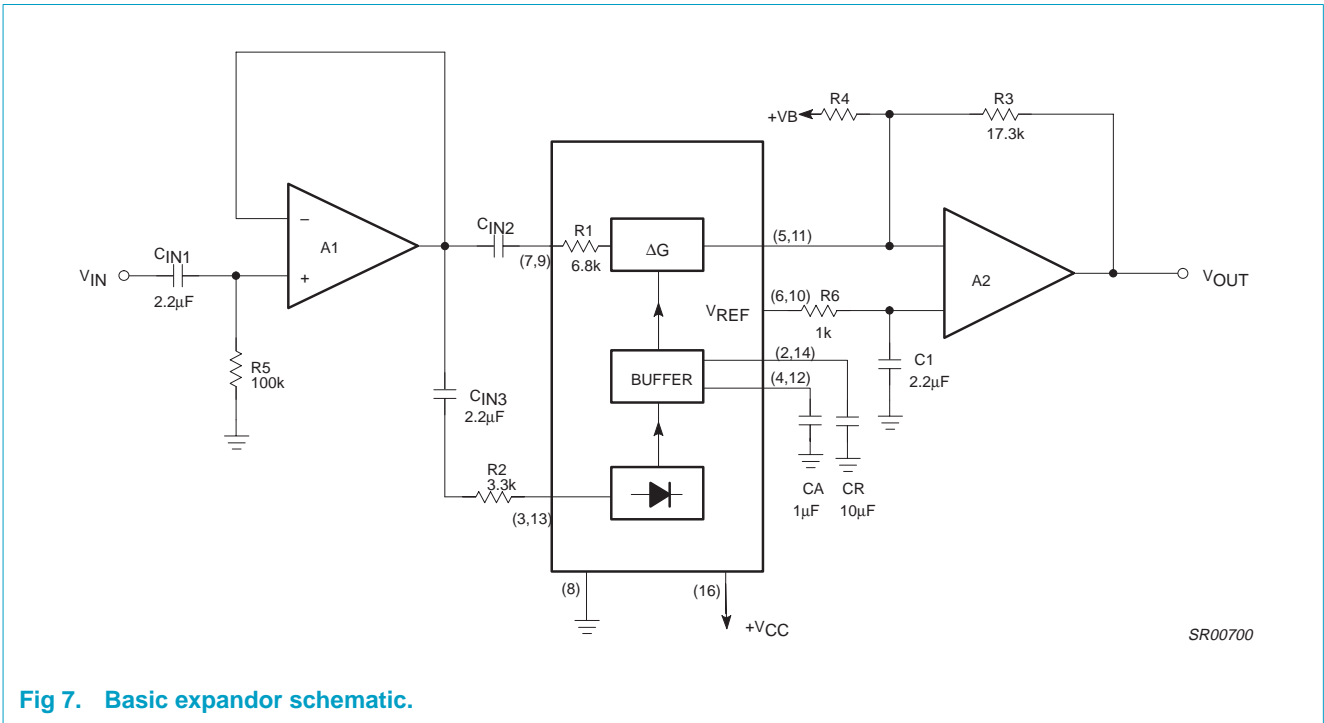 R4
R3
+VB
17.3k
–
A1
+
CIN1
VIN
2.2μF
R5
100k
CIN2
(7,9)
R1
6.8k
ΔG
(5,11)
A2
VOUT
VREF
(6,10)
R6
1k
C1
2.2μF
BUFFER
(2,14)
(4,12)
CIN3
2.2μF
R2
3.3k
(3,13)
CA
1μF
CR
10μF
(8)
(16)
+VCC
SR00700
Fig 7. Basic expandor schematic.